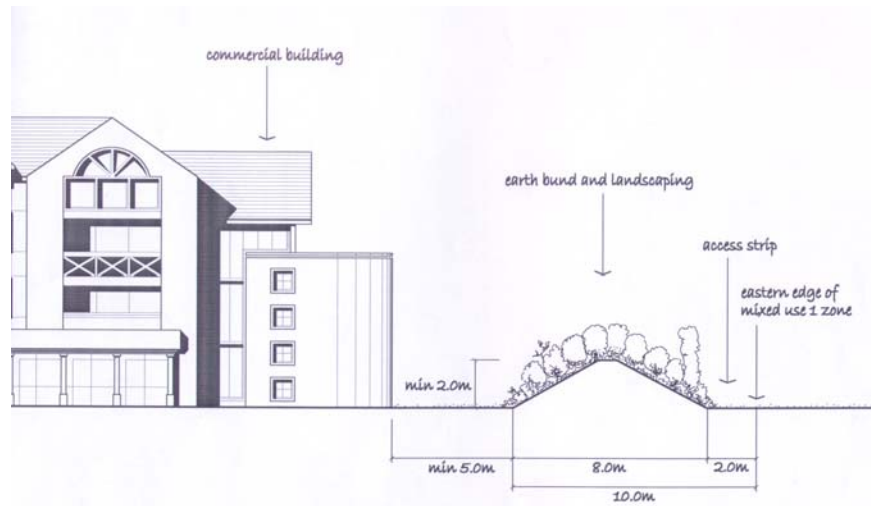 commercial building
earth bund and landscaping
access strip
eastern edge of
mixed use 1 zone
min 2.0m
min 5.0m
8.0m
2.0m
10.0m